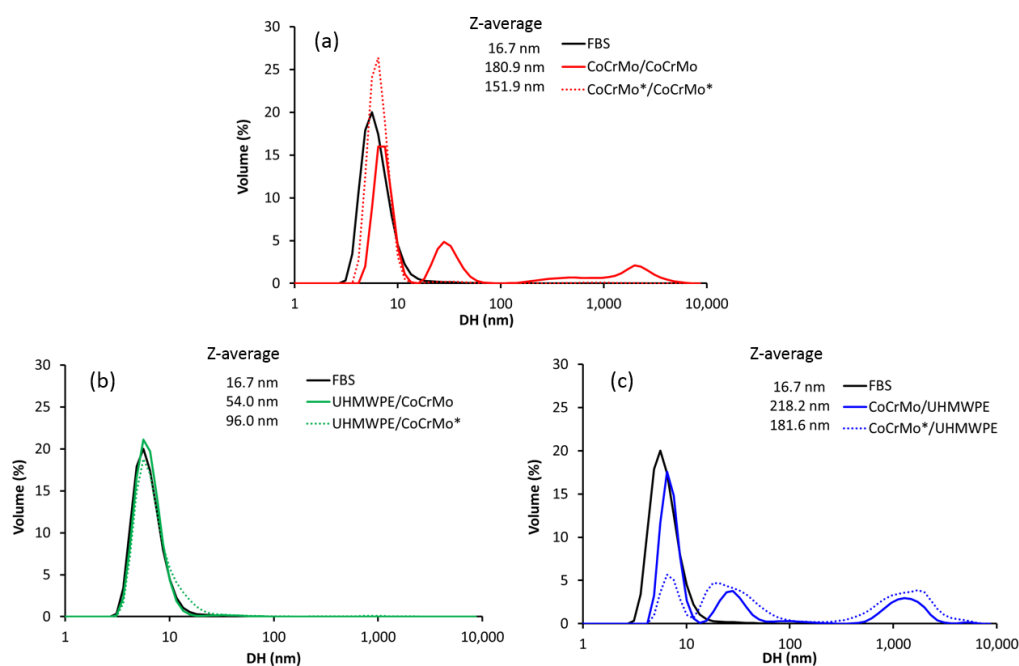 Z-average
(a)
16.7 nm FBS
180.9 nm CoCrMo/CoCrMo
151.9 nm CoCrMo*/CoCrMo*
Volume (%)
30
25
20
15
10
5
0
1 10 100 1,000 10,000
DH (nm)
Z-average
(b)
16.7 nm FBS
54.0 nm UHMWPE/CoCrMo
96.0 nm UHMWPE/CoCrMo*
Volume (%)
30
25
20
15
10
5
0
1 10 100 1,000 10,000
DH (nm)
Z-average
(c)
16.7 nm FBS
218.2 nm CoCrMo/UHMWPE
181.6 nm CoCrMo*/UHMWPE
Volume (%)
30
25
20
15
10
5
0
1 10 100 1,000 10,000
DH (nm)